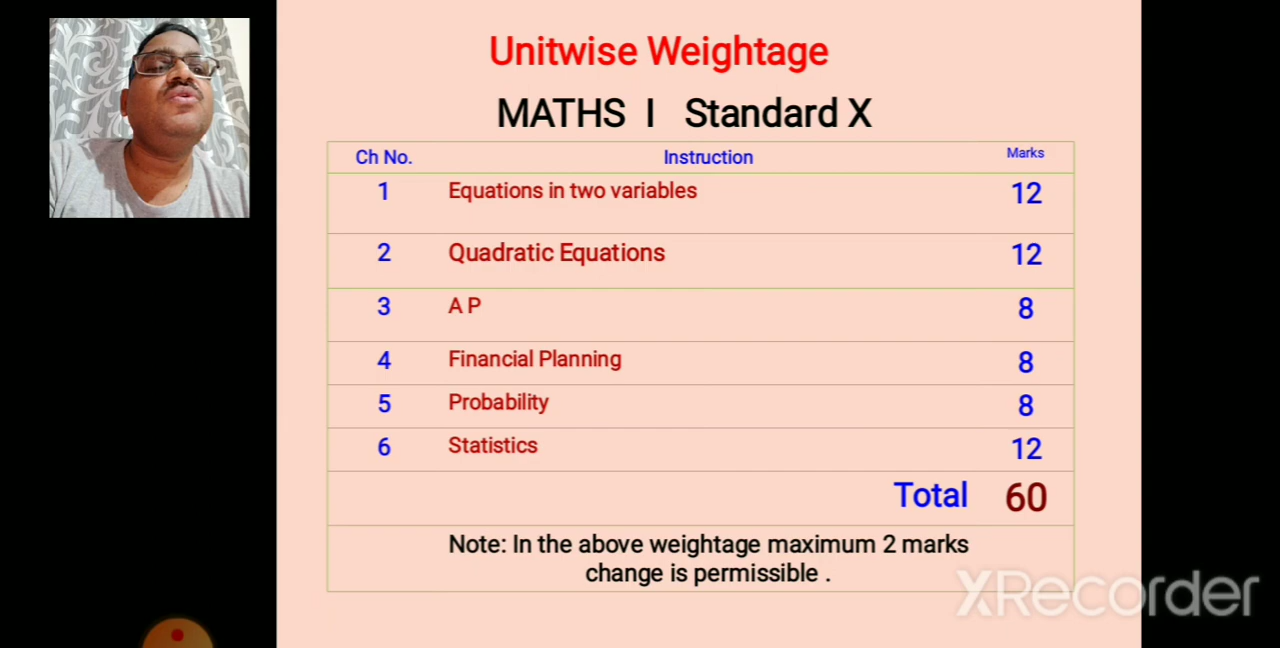 Unitwise Weightage
MATHS I Standard X
Ch No. Instruction Marks
1 Equations in two variables 12
2 Quadratic Equations 12
3 A P 8
4 Financial Planning 8
5 Probability 8
6 Statistics 12
Total 60
Note: In the above weightage maximum 2 marks
change is permissible .
XRecorder